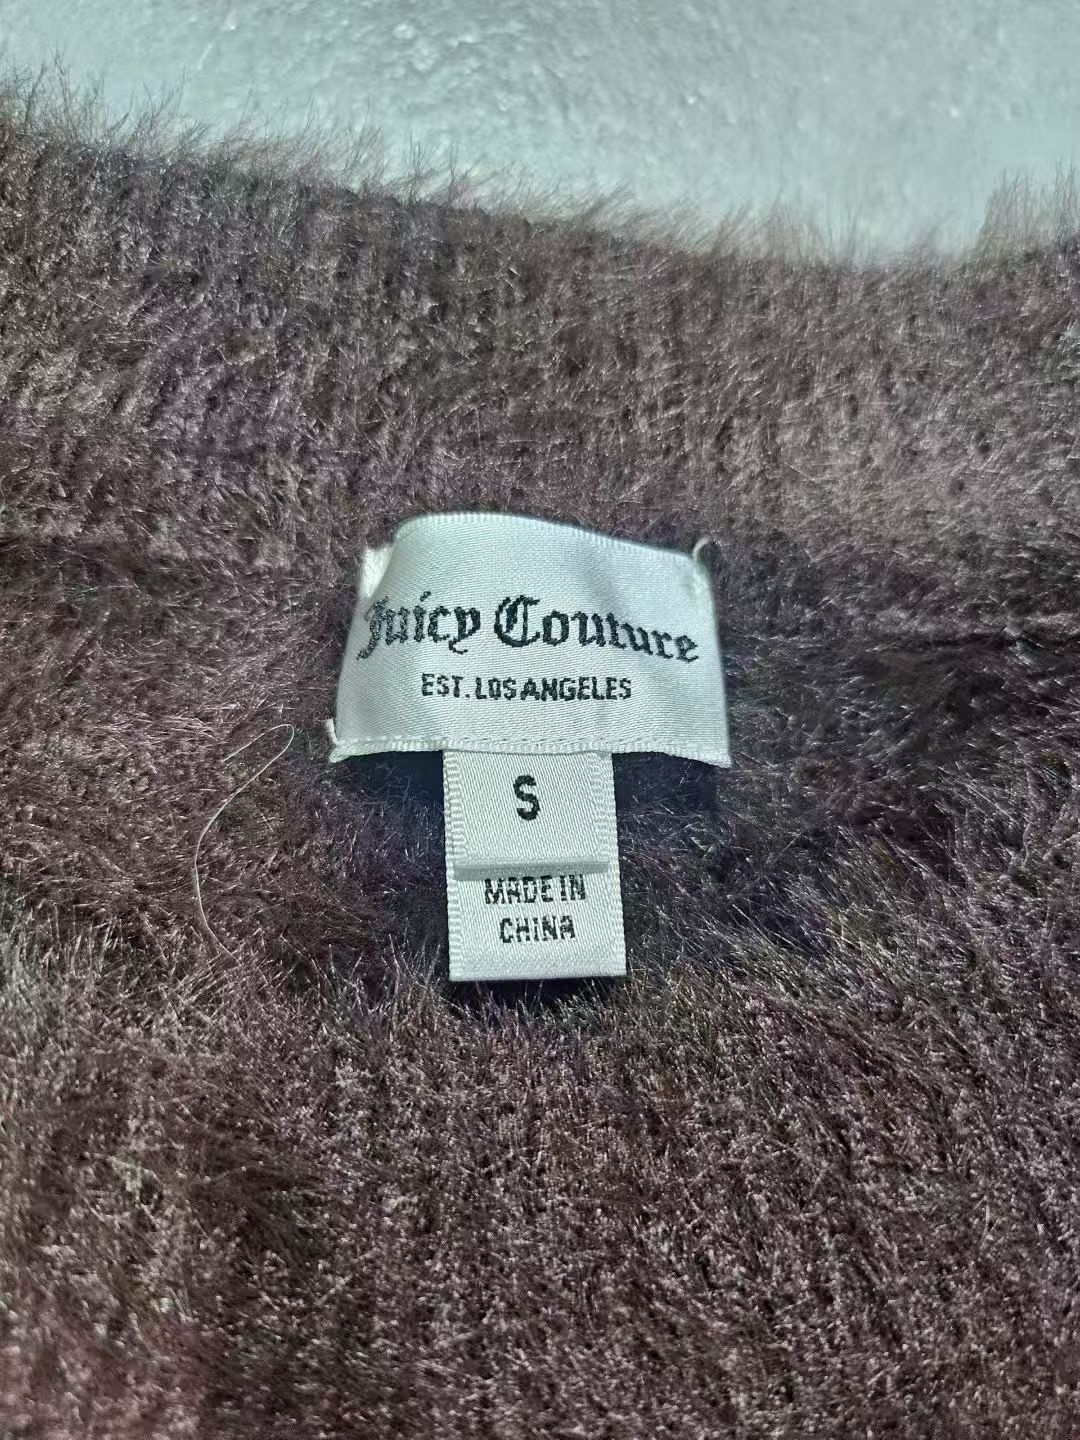 Juicy Couture
EST. LOS ANGELES
S
MADE IN
CHINA